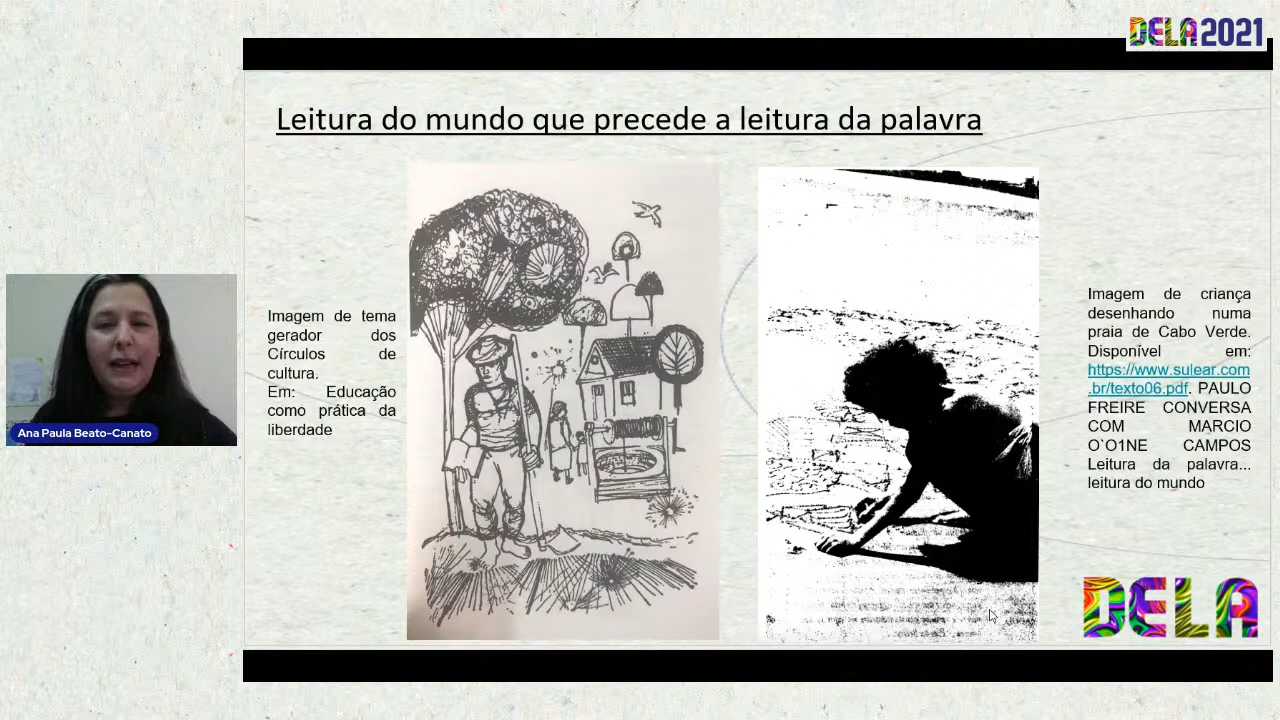 DELA 2021
Leitura do mundo que precede a leitura da palavra
Imagem de tema
gerador dos
Círculos de
cultura.
Em: Educação
como prática da
liberdade
Imagem de criança
desenhando numa
praia de Cabo Verde.
Disponível em:
https://www.sulear.com
.br/texto06.pdf. PAULO
FREIRE CONVERSA
COM MARCIO
O`O1NE CAMPOS
Leitura da palavra...
leitura do mundo
Ana Paula Beato-Canato
DELA